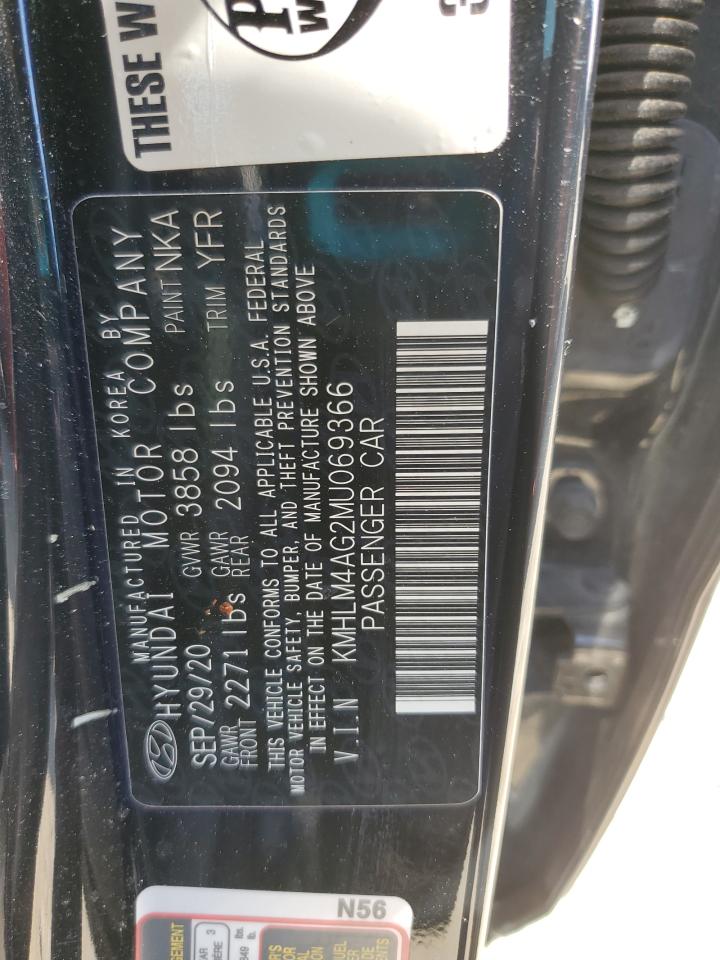 THESE W
MANUFACTURED IN KOREA BY
HYUNDAI MOTOR COMPANY
SEP/29/20 GVWR 3858 lbs PAINT NKA
GAWR FRONT 2271 lbs GAWR REAR 2094 lbs TRIM YFR
THIS VEHICLE CONFORMS TO ALL APPLICABLE U.S.A. FEDERAL
MOTOR VEHICLE SAFETY, BUMPER, AND THEFT PREVENTION STANDARDS
IN EFFECT ON THE DATE OF MANUFACTURE SHOWN ABOVE
V.I.N KMHLM4AG2MU069366
PASSENGER CAR
N56